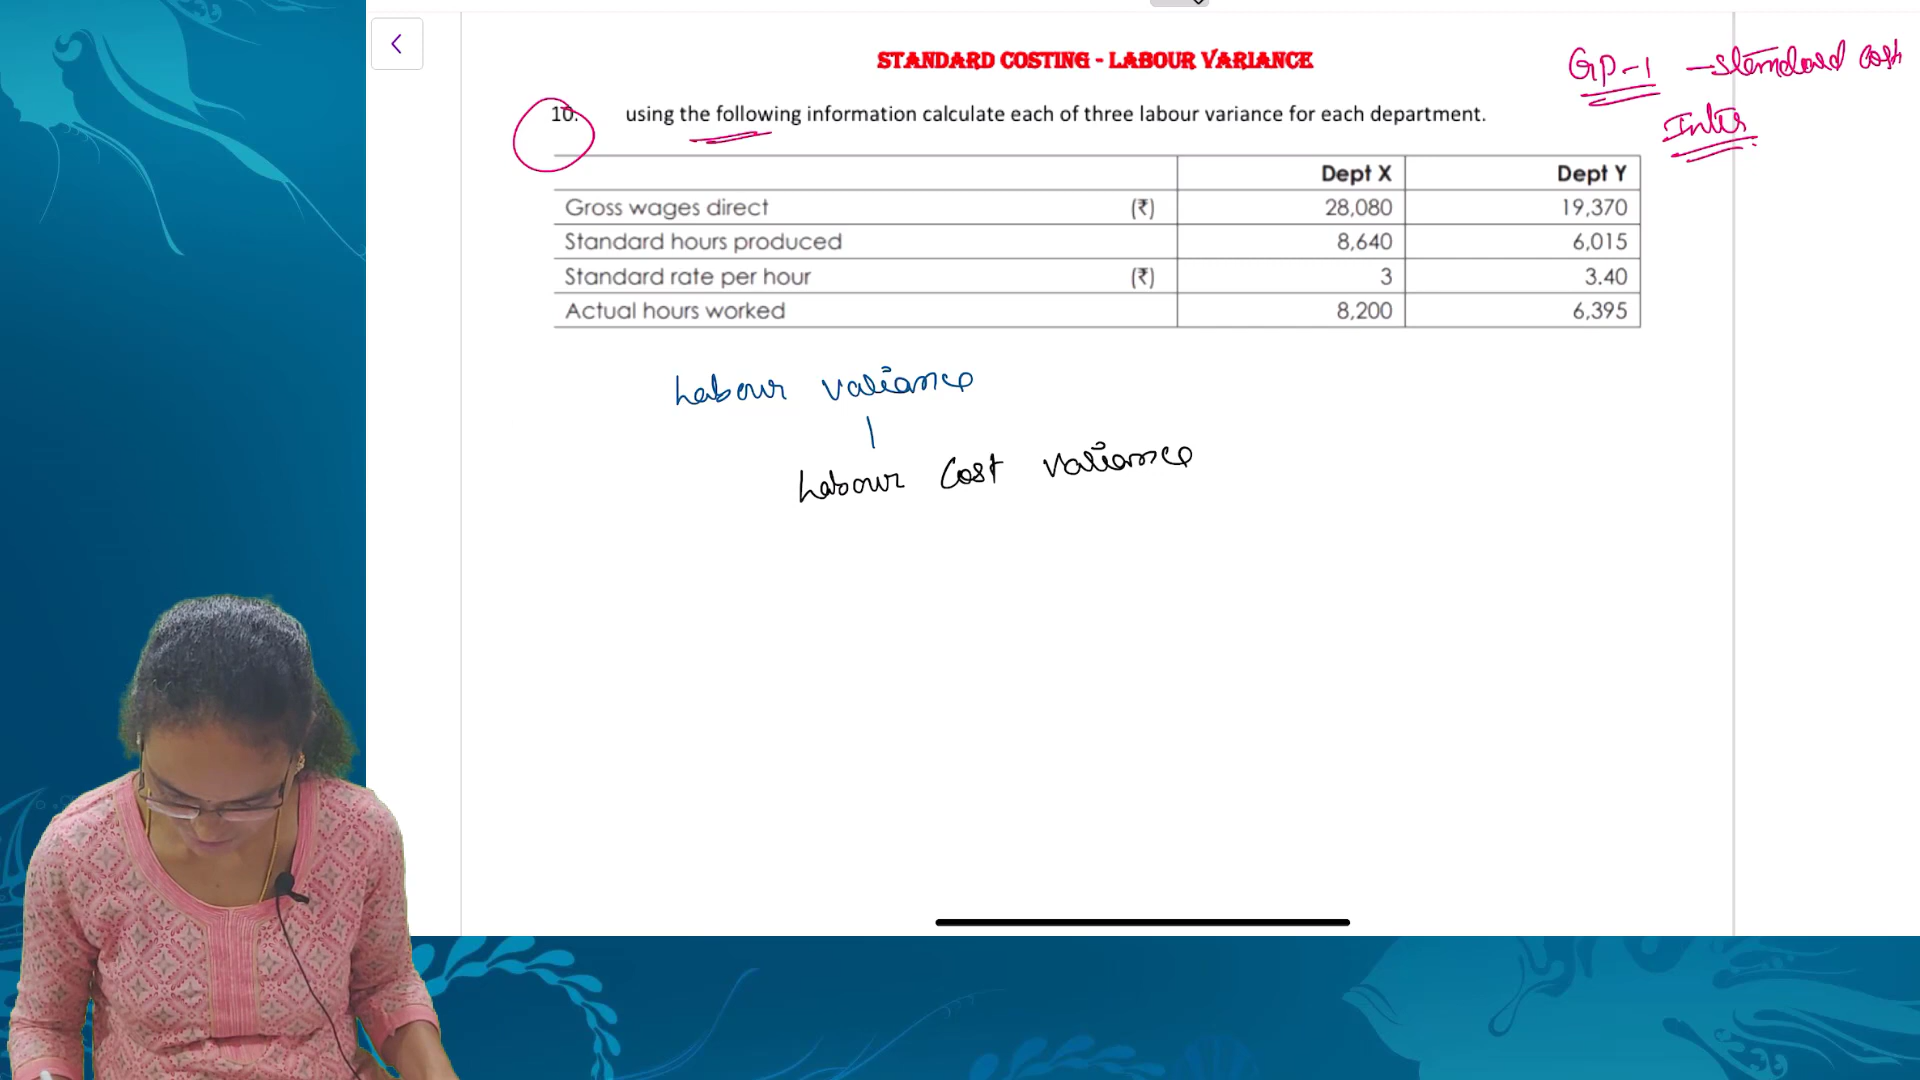 STANDARD COSTING - LABOUR VARIANCE
GP-1 - standard cost
Inter
10. using the following information calculate each of three labour variance for each department.
Dept X Dept Y
Gross wages direct (₹) 28,080 19,370
Standard hours produced 8,640 6,015
Standard rate per hour (₹) 3 3.40
Actual hours worked 8,200 6,395
Labour variance
Labour Cost variance